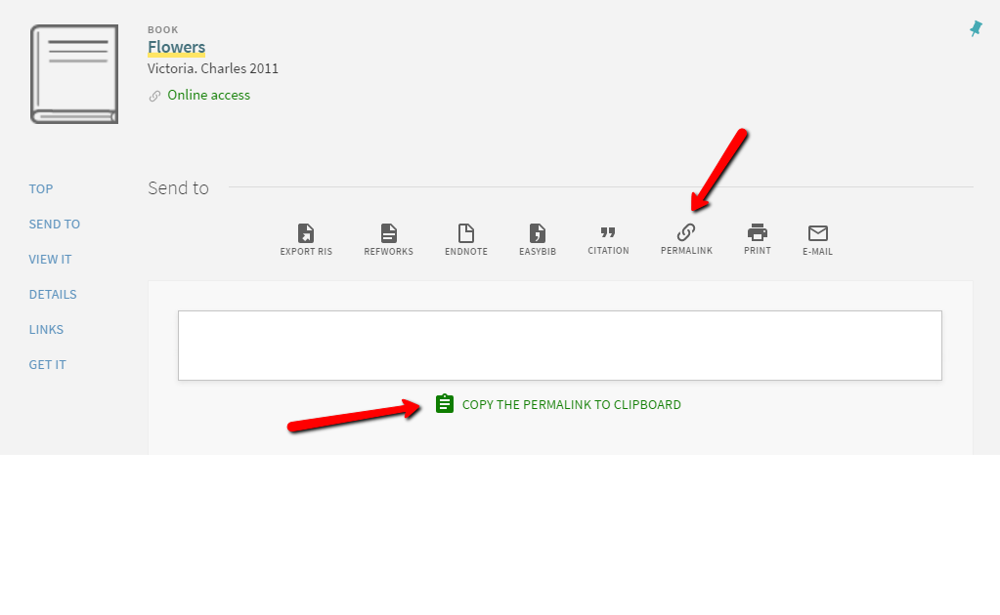 BOOK
Flowers
Victoria. Charles 2011
Online access
TOP
SEND TO
VIEW IT
DETAILS
LINKS
GET IT
Send to
EXPORT RIS REFWORKS ENDNOTE EASYBIB CITATION PERMALINK PRINT E-MAIL
COPY THE PERMALINK TO CLIPBOARD